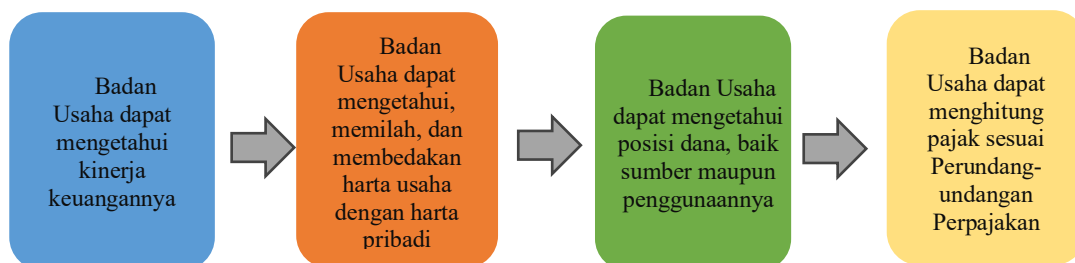 Badan
Usaha dapat
mengetahui
kinerja
keuangannya
Badan
Usaha dapat
mengetahui,
memilah, dan
membedakan
harta usaha
dengan harta
pribadi
Badan Usaha
dapat mengetahui
posisi dana, baik
sumber maupun
penggunaannya
Badan
Usaha dapat
menghitung
pajak sesuai
Perundang-
undangan
Perpajakan